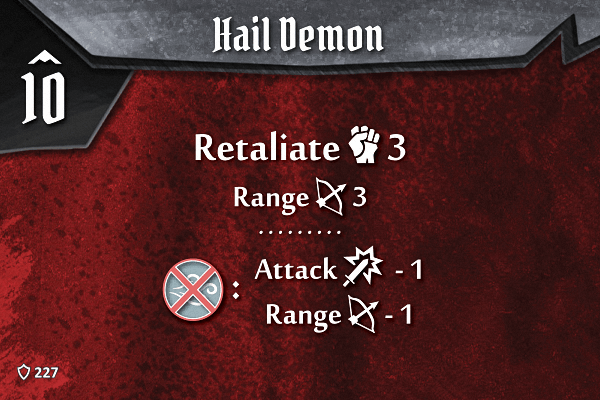 Hail Demon
10
Retaliate 3
Range 3
Attack - 1
: 
Range - 1
227